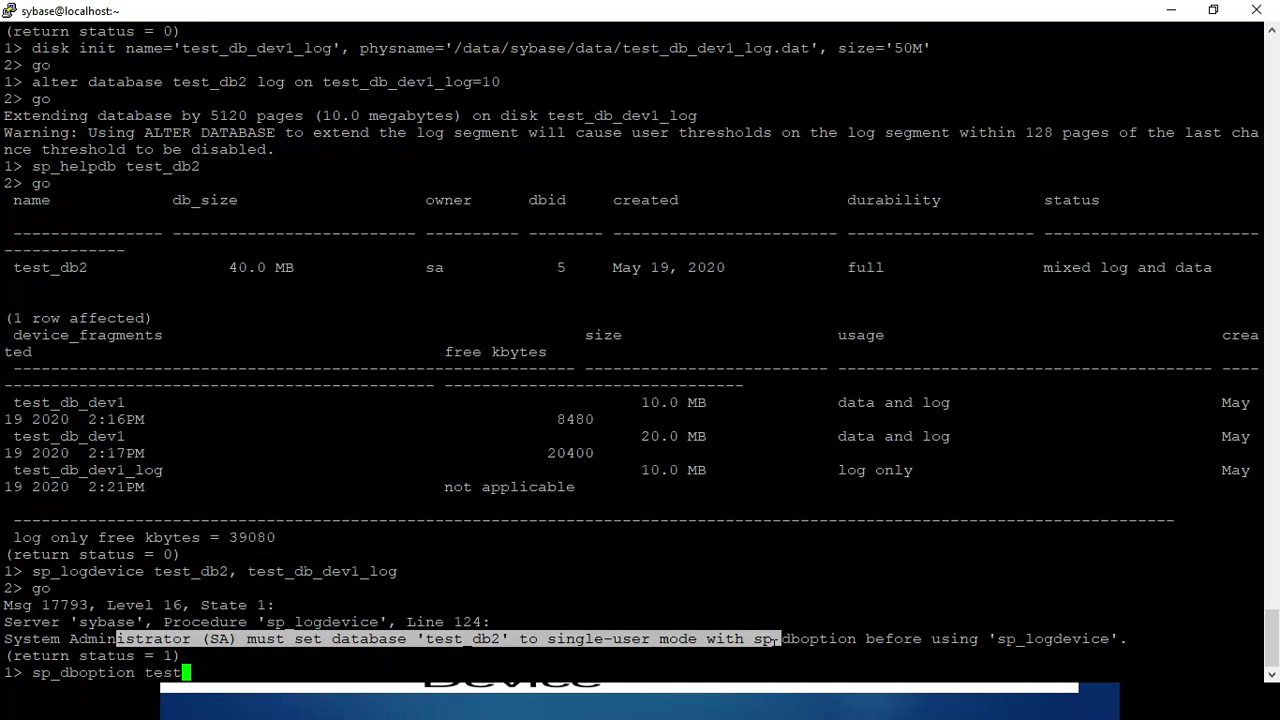 sybase@localhost:~
(return status = 0)
1> disk init name='test_db_dev1_log', physname='/data/sybase/data/test_db_dev1_log.dat', size='50M'
2> go
1> alter database test_db2 log on test_db_dev1_log=10
2> go
Extending database by 5120 pages (10.0 megabytes) on disk test_db_dev1_log
Warning: Using ALTER DATABASE to extend the log segment will cause user thresholds on the log segment within 128 pages of the last cha
nce threshold to be disabled.
1> sp_helpdb test_db2
2> go
name db_size owner dbid created durability status
---------------- -------------------------- ---------- -------- ------------------------ -------------------- -----------------------
-------------
test_db2 40.0 MB sa 5 May 19, 2020 full mixed log and data
(1 row affected)
device_fragments size usage crea
ted free kbytes
------------------------------------------------------------ -------------------------- ---------------------------------------- ----
---------------------------------------------- --------------------------------
test_db_dev1 10.0 MB data and log May
19 2020 2:16PM 8480
test_db_dev1 20.0 MB data and log May
19 2020 2:17PM 20400
test_db_dev1_log 10.0 MB log only May
19 2020 2:21PM not applicable
----------------------------------------------------------------------------------------------------------------------------
log only free kbytes = 39080
(return status = 0)
1> sp_logdevice test_db2, test_db_dev1_log
2> go
Msg 17793, Level 16, State 1:
Server 'sybase', Procedure 'sp_logdevice', Line 124:
System Administrator (SA) must set database 'test_db2' to single-user mode with sp_dboption before using 'sp_logdevice'.
(return status = 1)
1> sp_dboption test
Device